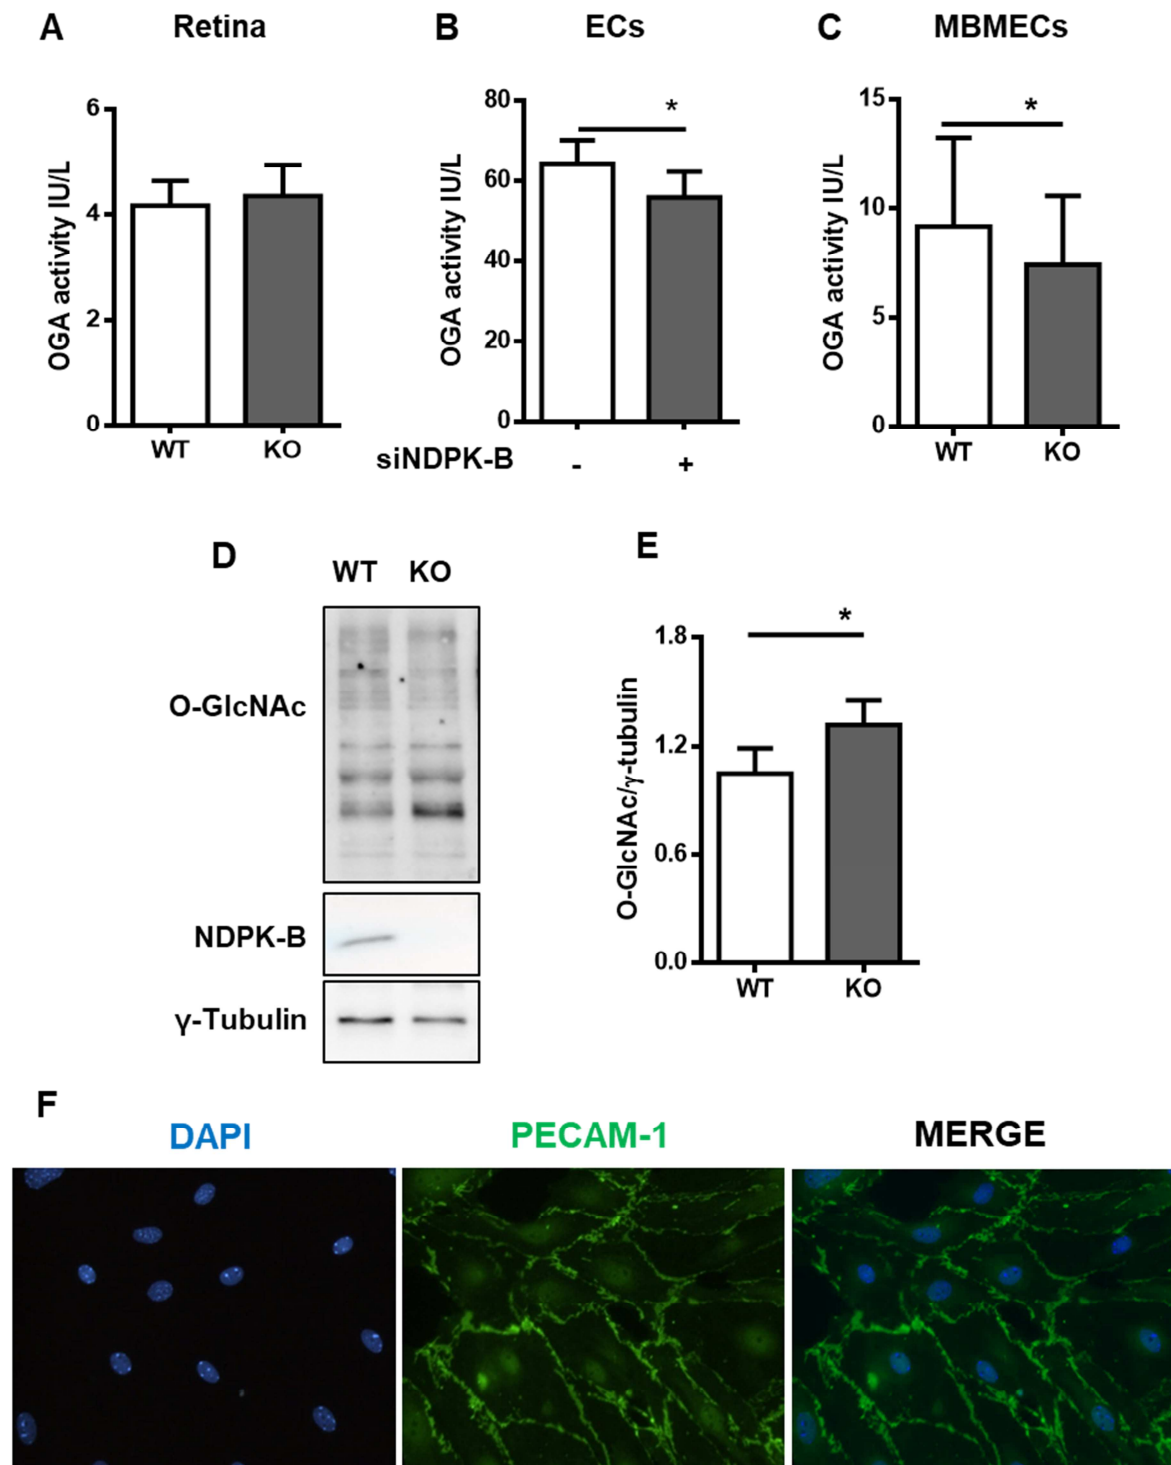 A Retina
OGA activity IU/L
6
4
2
0
WT KO
B ECs
OGA activity IU/L
80
60
40
20
0
*
siNDPK-B - +
C MBMECs
OGA activity IU/L
15
10
5
0
*
WT KO
D
WT KO
O-GlcNAc
NDPK-B
γ-Tubulin
E
O-GlcNAc/γ-tubulin
1.8
1.2
0.6
0.0
*
WT KO
F
DAPI PECAM-1 MERGE